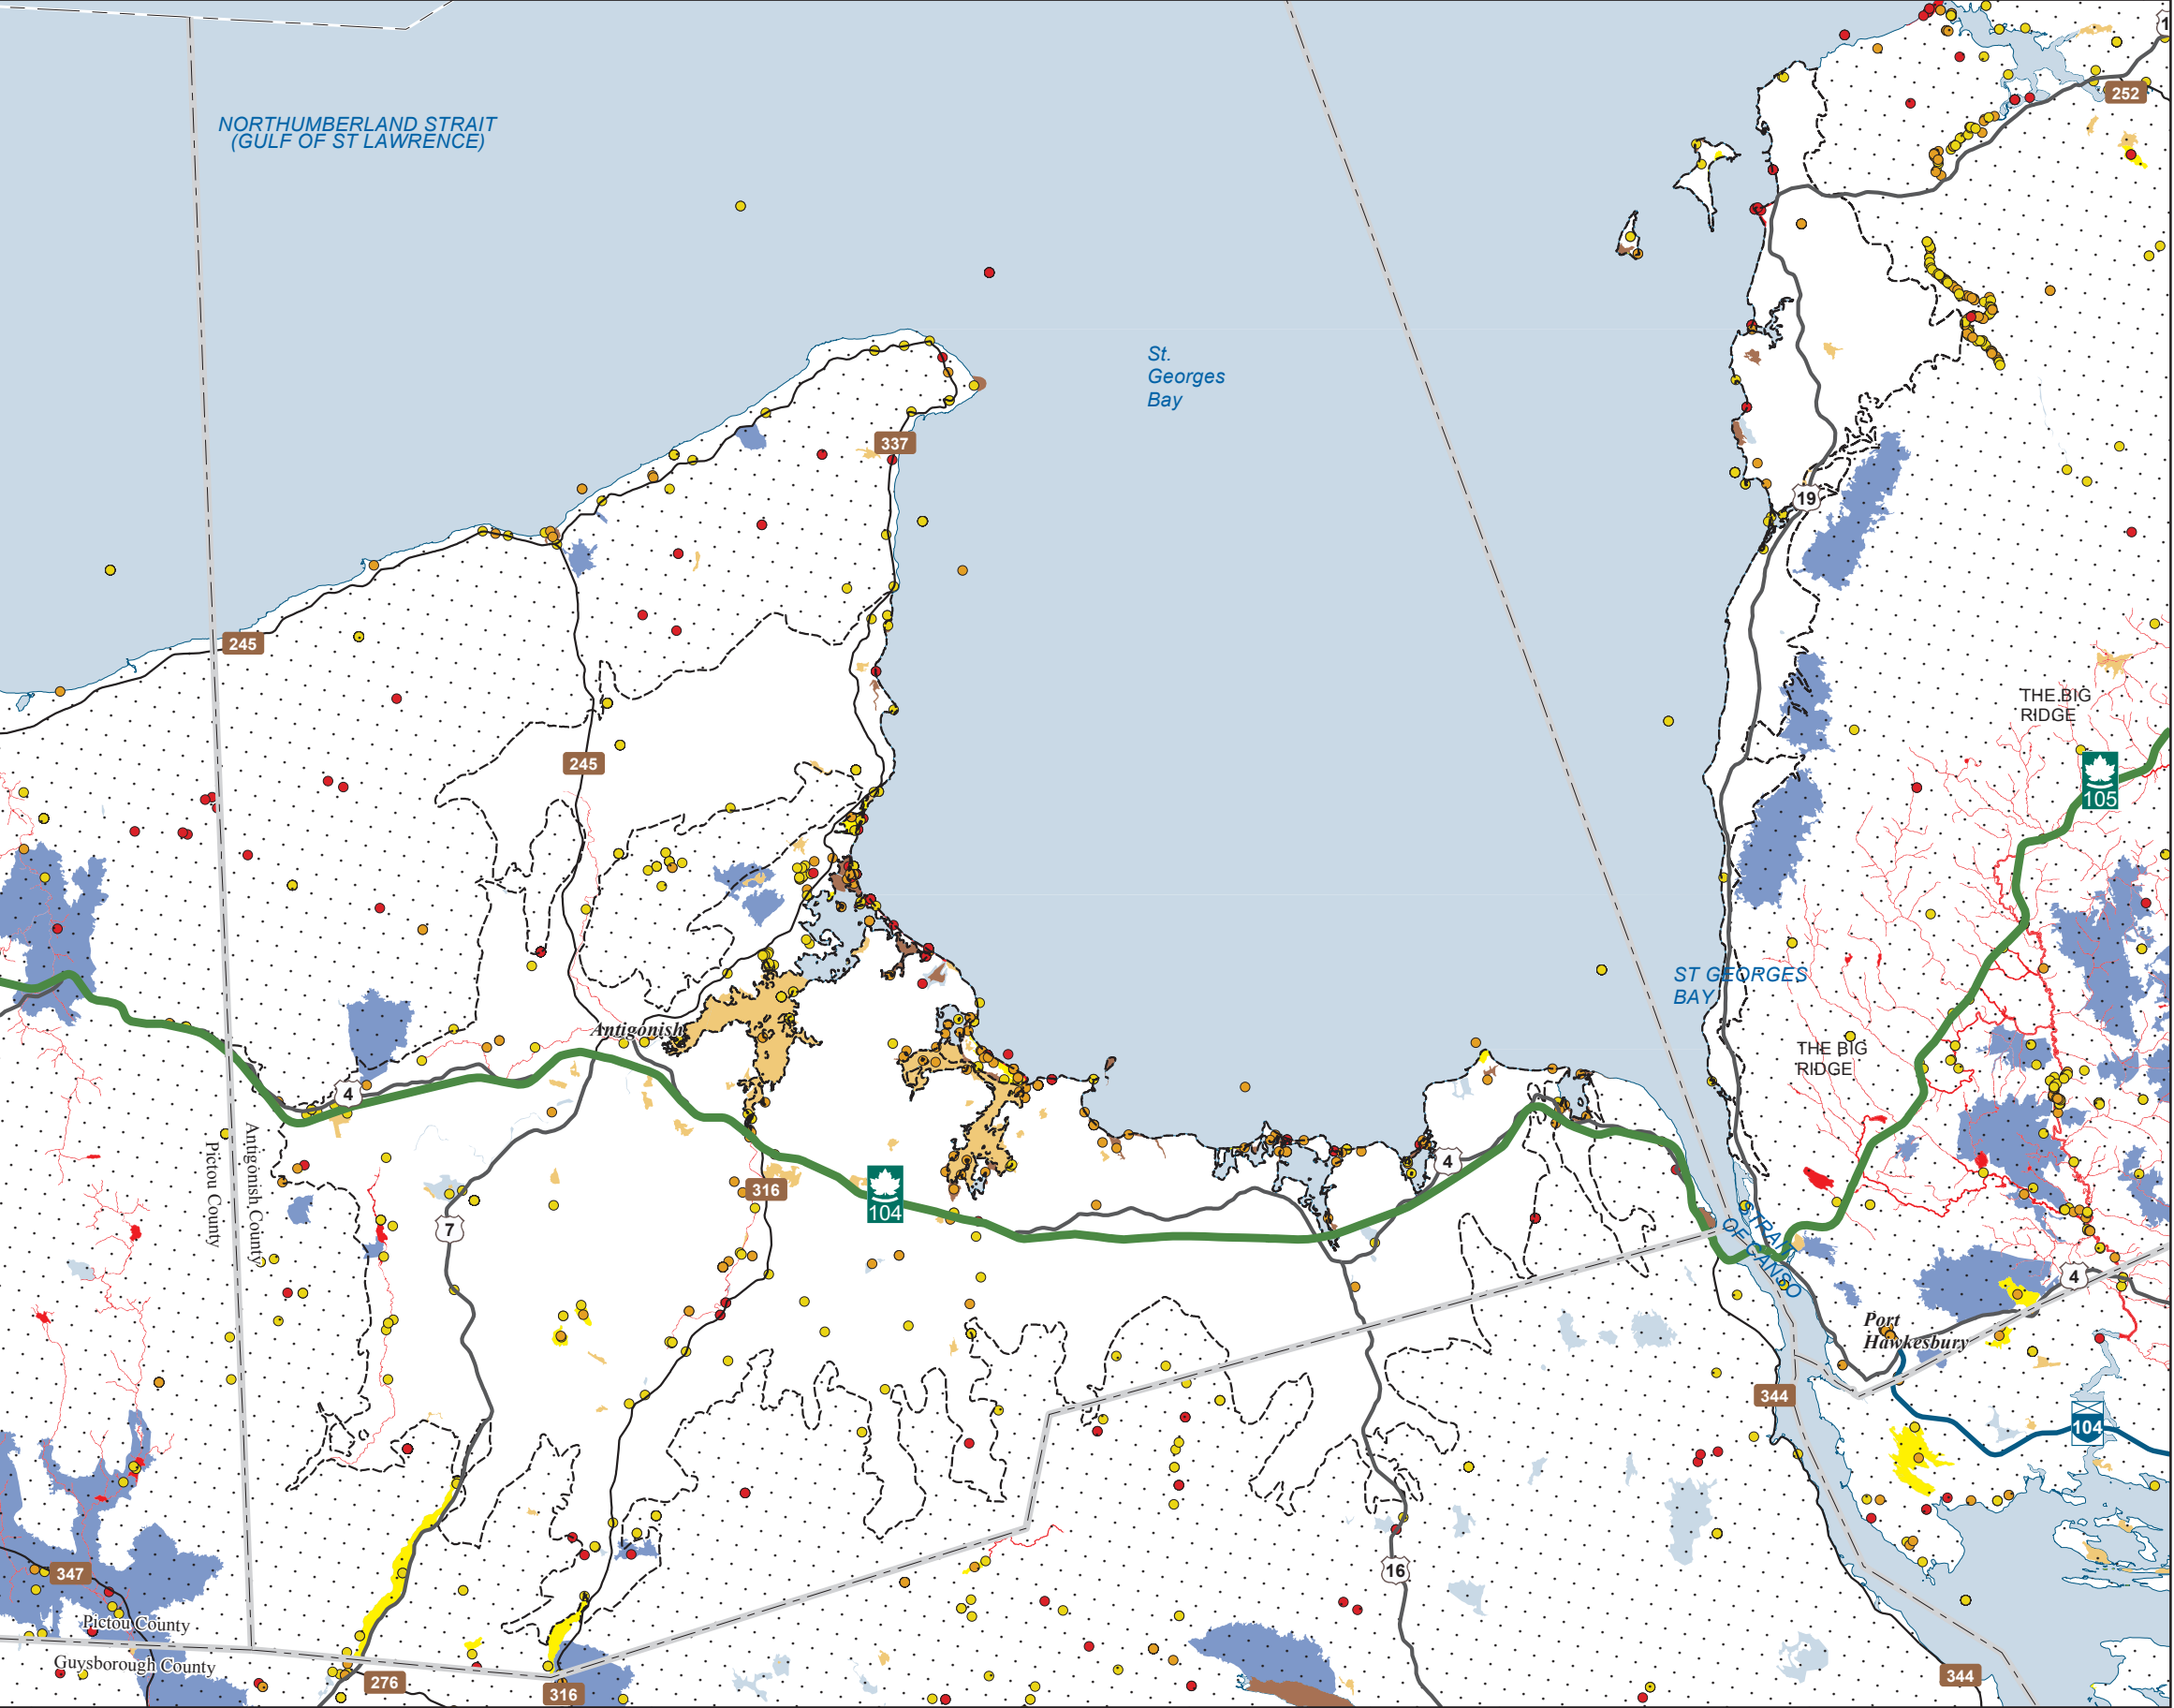 1
252
NORTHUMBERLAND STRAIT
(GULF OF ST LAWRENCE)
St.
Georges
Bay
337
19
245
THE BIG
RIDGE
245
105
ST GEORGES
BAY
Antigonish
THE BIG
RIDGE
4
Antigonish County
Pictou County
4
316
104
7
STRAIT
OF CANSO
4
Port
Hawkesbury
344
104
16
347
Pictou County
Guysborough County
276
316
344